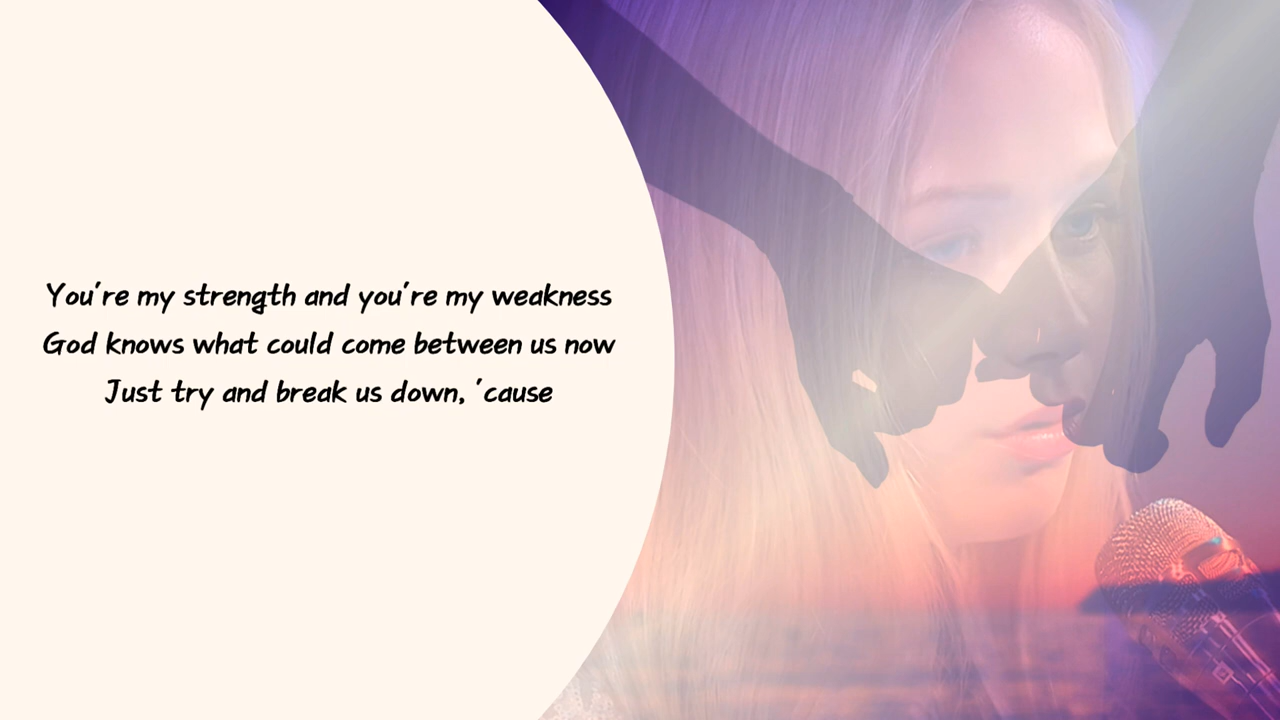 You're my strength and you're my weakness
God knows what could come between us now
Just try and break us down, 'cause